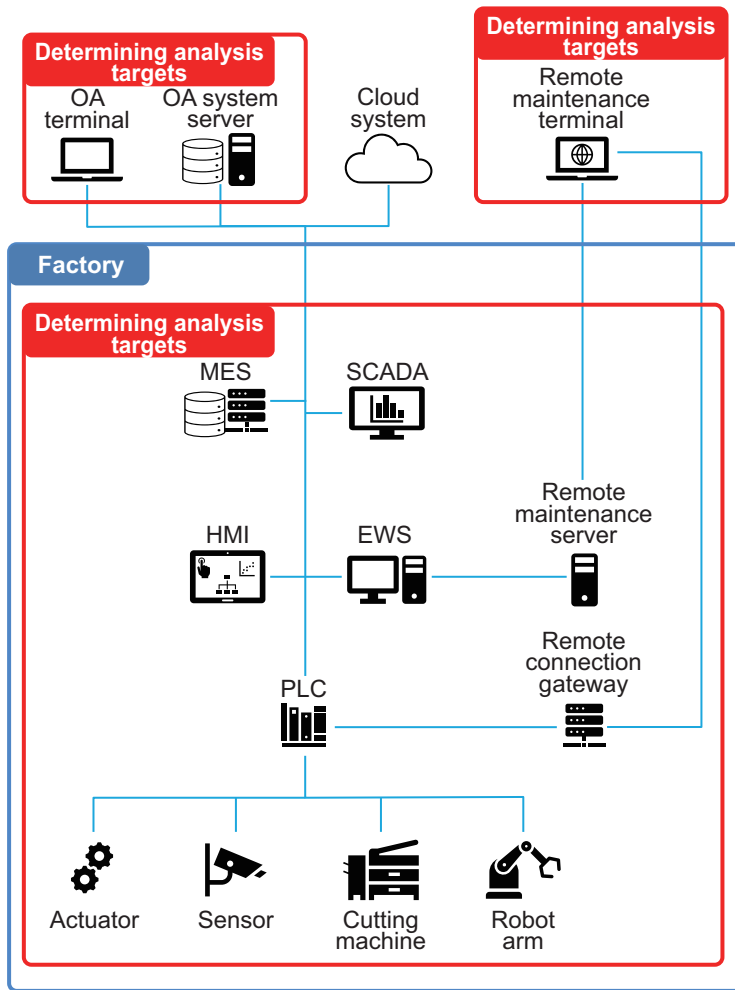 Determining analysis
targets
OA
terminal
OA system
server
Cloud
system
Determining analysis
targets
Remote
maintenance
terminal
Factory
Determining analysis
targets
MES
SCADA
HMI
EWS
Remote
maintenance
server
PLC
Remote
connection
gateway
Actuator
Sensor
Cutting
machine
Robot
arm